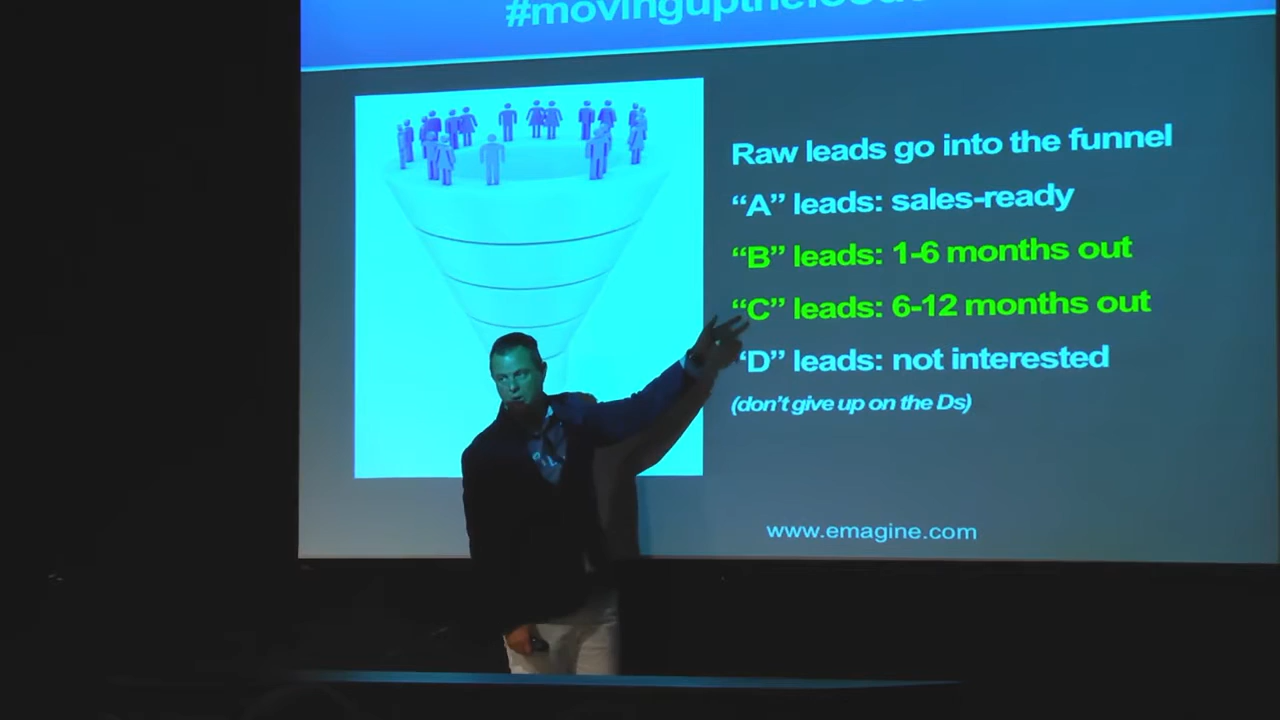 Raw leads go into the funnel
“A” leads: sales-ready
“B” leads: 1-6 months out
“C” leads: 6-12 months out
“D” leads: not interested
(don’t give up on the Ds)
www.emagine.com